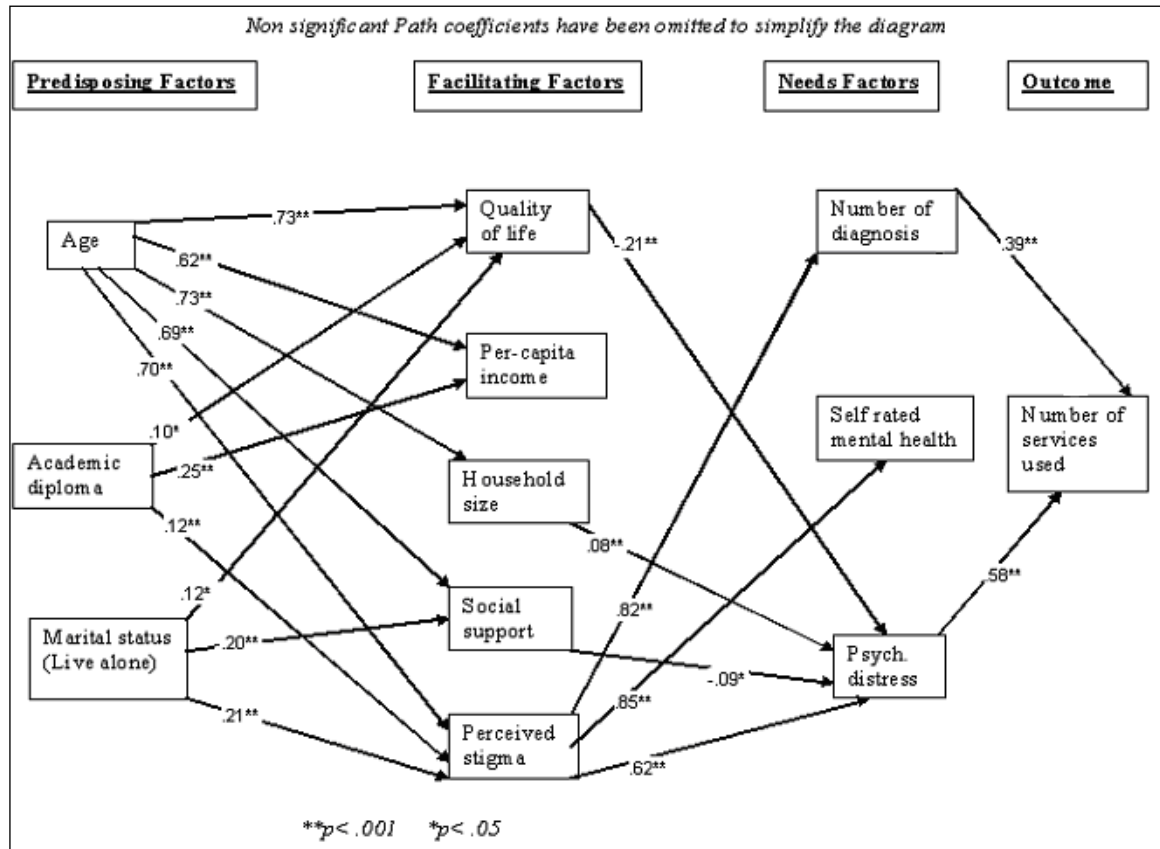 Non significant Path coefficients have been omitted to simplify the diagram
Predisposing Factors
Facilitating Factors
Needs Factors
Outcome
Age
Academic
diploma
Marital status
(Live alone)
.73**
.62**
.73**
.69**
.70**
.10*
.25**
.12**
.12*
-.20**
.21**
Quality
of life
Per-capita
income
Household
size
Social
support
Perceived
stigma
-.21**
.08**
-.09*
.82**
.85**
.62**
Number of
diagnosis
Self rated
mental health
Psych.
distress
.39**
.58**
Number of
services
used
**p< .001 *p< .05